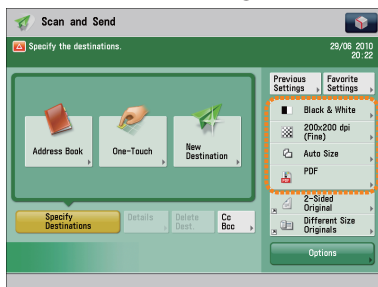 Scan and Send
Specify the destinations.
29/06 2010
20:22
Previous
Settings
Favorite
Settings
Black & White
200x200 dpi
(Fine)
Auto Size
PDF
PDF
Address Book
One-Touch
New
Destination
2-Sided
Original
Different Size
Originals
Specify
Destinations
Details
Delete
Dest.
Cc
Bcc
Options